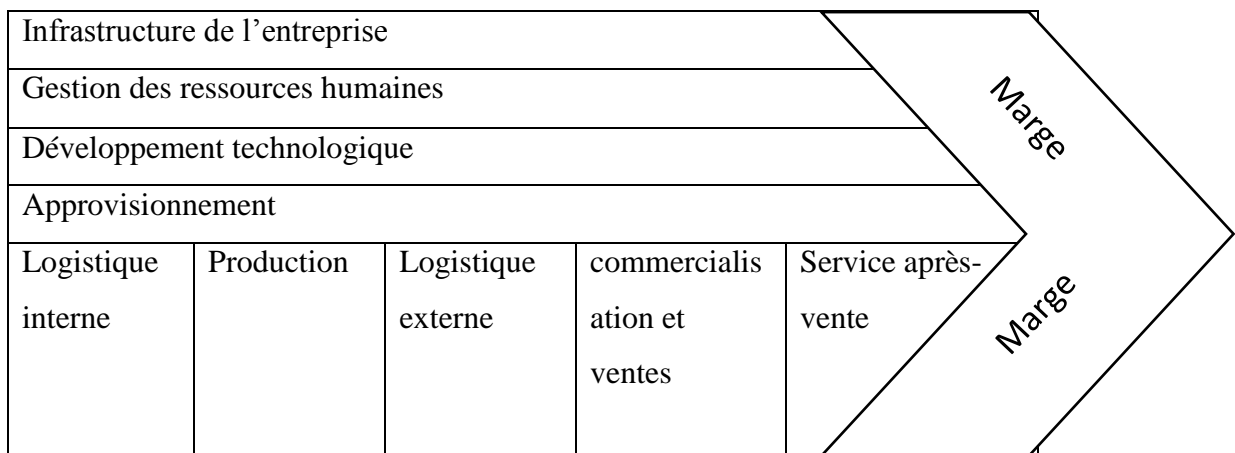 Infrastructure de l’entreprise
Gestion des ressources humaines
Développement technologique
Approvisionnement
Logistique
interne
Production
Logistique
externe
commercialis
ation et
ventes
Service après-
vente
Marge
Marge